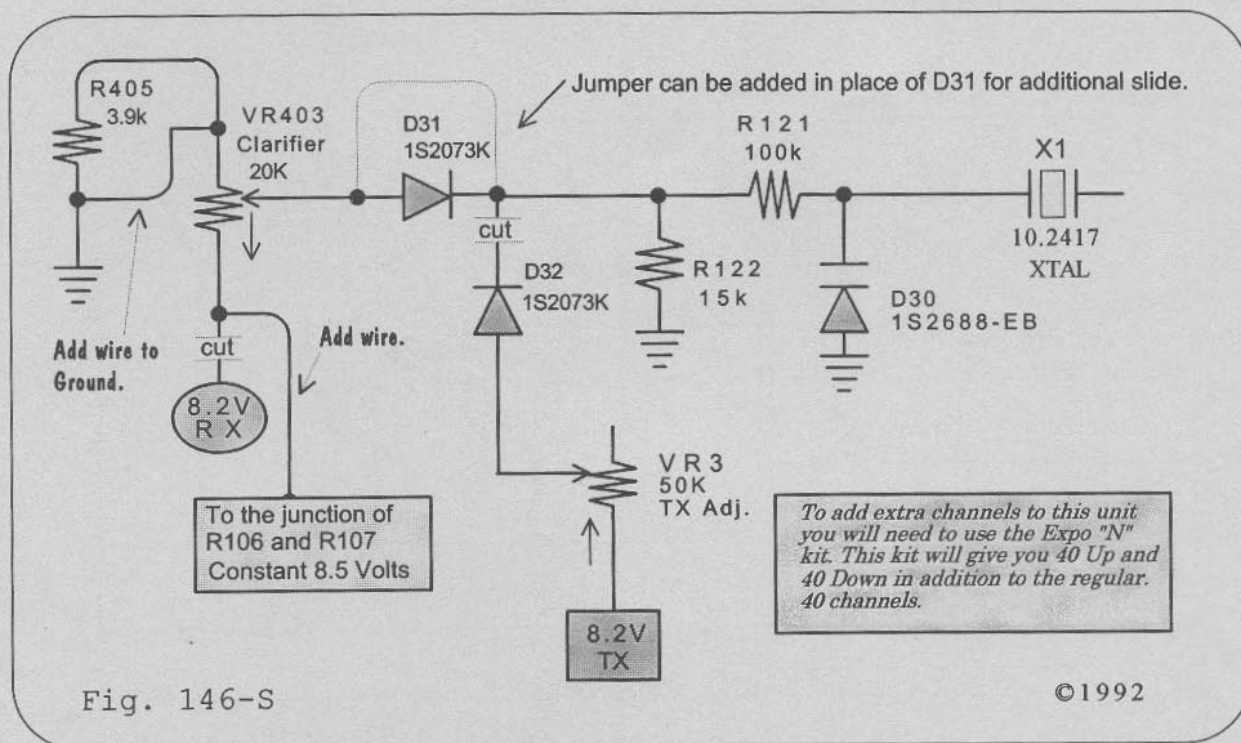 R405
3.9k
VR403
Clarifier
20K
D31
1S2073K
Jumper can be added in place of D31 for additional slide.
R121
100k
X1
10.2417
XTAL
cut
D32
1S2073K
R122
15k
D30
1S2688-EB
Add wire to
Ground.
cut
Add wire.
8.2V
RX
To the junction of
R106 and R107
Constant 8.5 Volts
VR3
50K
TX Adj.
8.2V
TX
To add extra channels to this unit
you will need to use the Expo "N"
kit. This kit will give you 40 Up and
40 Down in addition to the regular.
40 channels.
Fig. 146-S
©1992